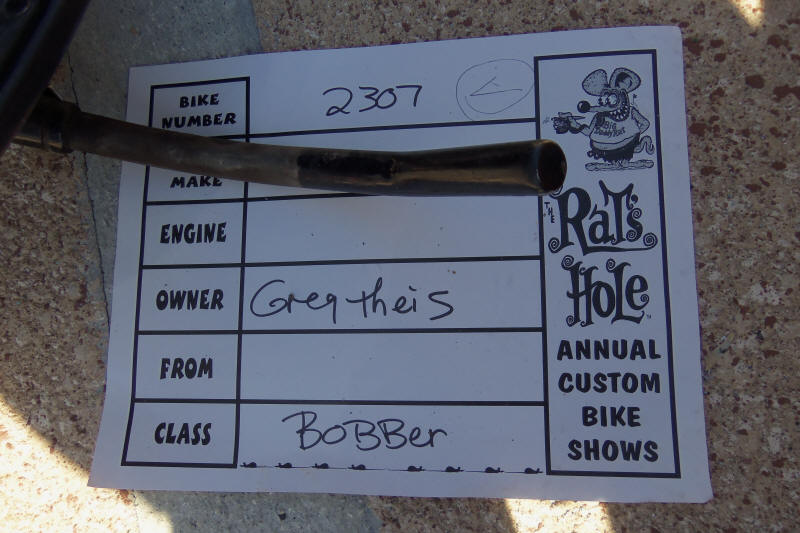 BIKE NUMBER 2307
MAKE
ENGINE
OWNER Greg theis
FROM
CLASS BoBBer
THE
RAT'S
HOLE
ANNUAL
CUSTOM
BIKE
SHOWS